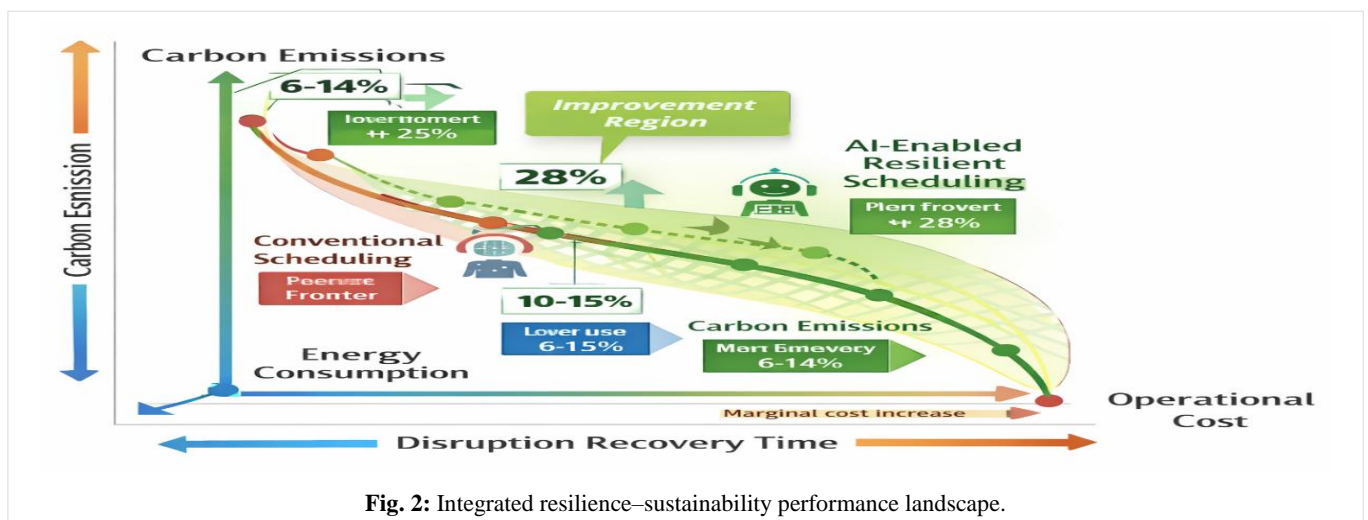 Carbon Emissions
6-14%
Iovernomert
++ 25%
Improvement
Region
28%
AI-Enabled
Resilient
Scheduling
Plen frovert
++ 28%
Carbon Esnission
Conventional
Scheduling
Fronter
10-15%
Lover use
6-15%
Carbon Emissions
Mert Emevery
6-14%
Energy
Consumption
Marginal cost increase
Operational
Cost
Disruption Recovery Time
Fig. 2: Integrated resilience–sustainability performance landscape.